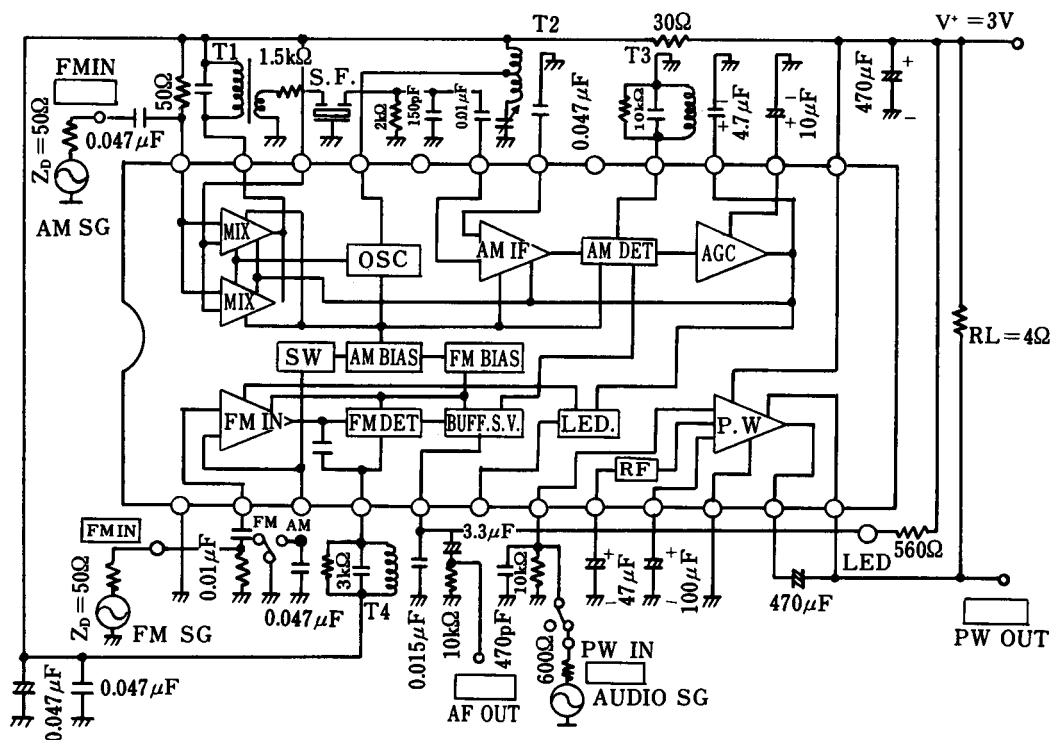 30Ω
V⁺ = 3V
T2
T1
1.5kΩ
T3
FMIN
50Ω
S.F.
470μF
+
-
Z_D = 50Ω
0.047μF
2kΩ
150pF
0.01μF
0.047μF
10kΩ
-
+
4.7μF
-
+
10μF
AM SG
MIX
OSC
AM IF
AM DET
AGC
MIX
RL=4Ω
SW
AM BIAS
FM BIAS
FM IN
FM DET
BUFF.S.V.
LED.
P.W
RF
FMIN
FM
AM
3.3μF
560Ω
LED
Z_D = 50Ω
0.01μF
3kΩ
10kΩ
+
47μF
-
+
100μF
-
470μF
FM SG
0.047μF
T4
0.015μF
10kΩ
470pF
600Ω
PW IN
PW OUT
0.047μF
0.047μF
AF OUT
AUDIO SG